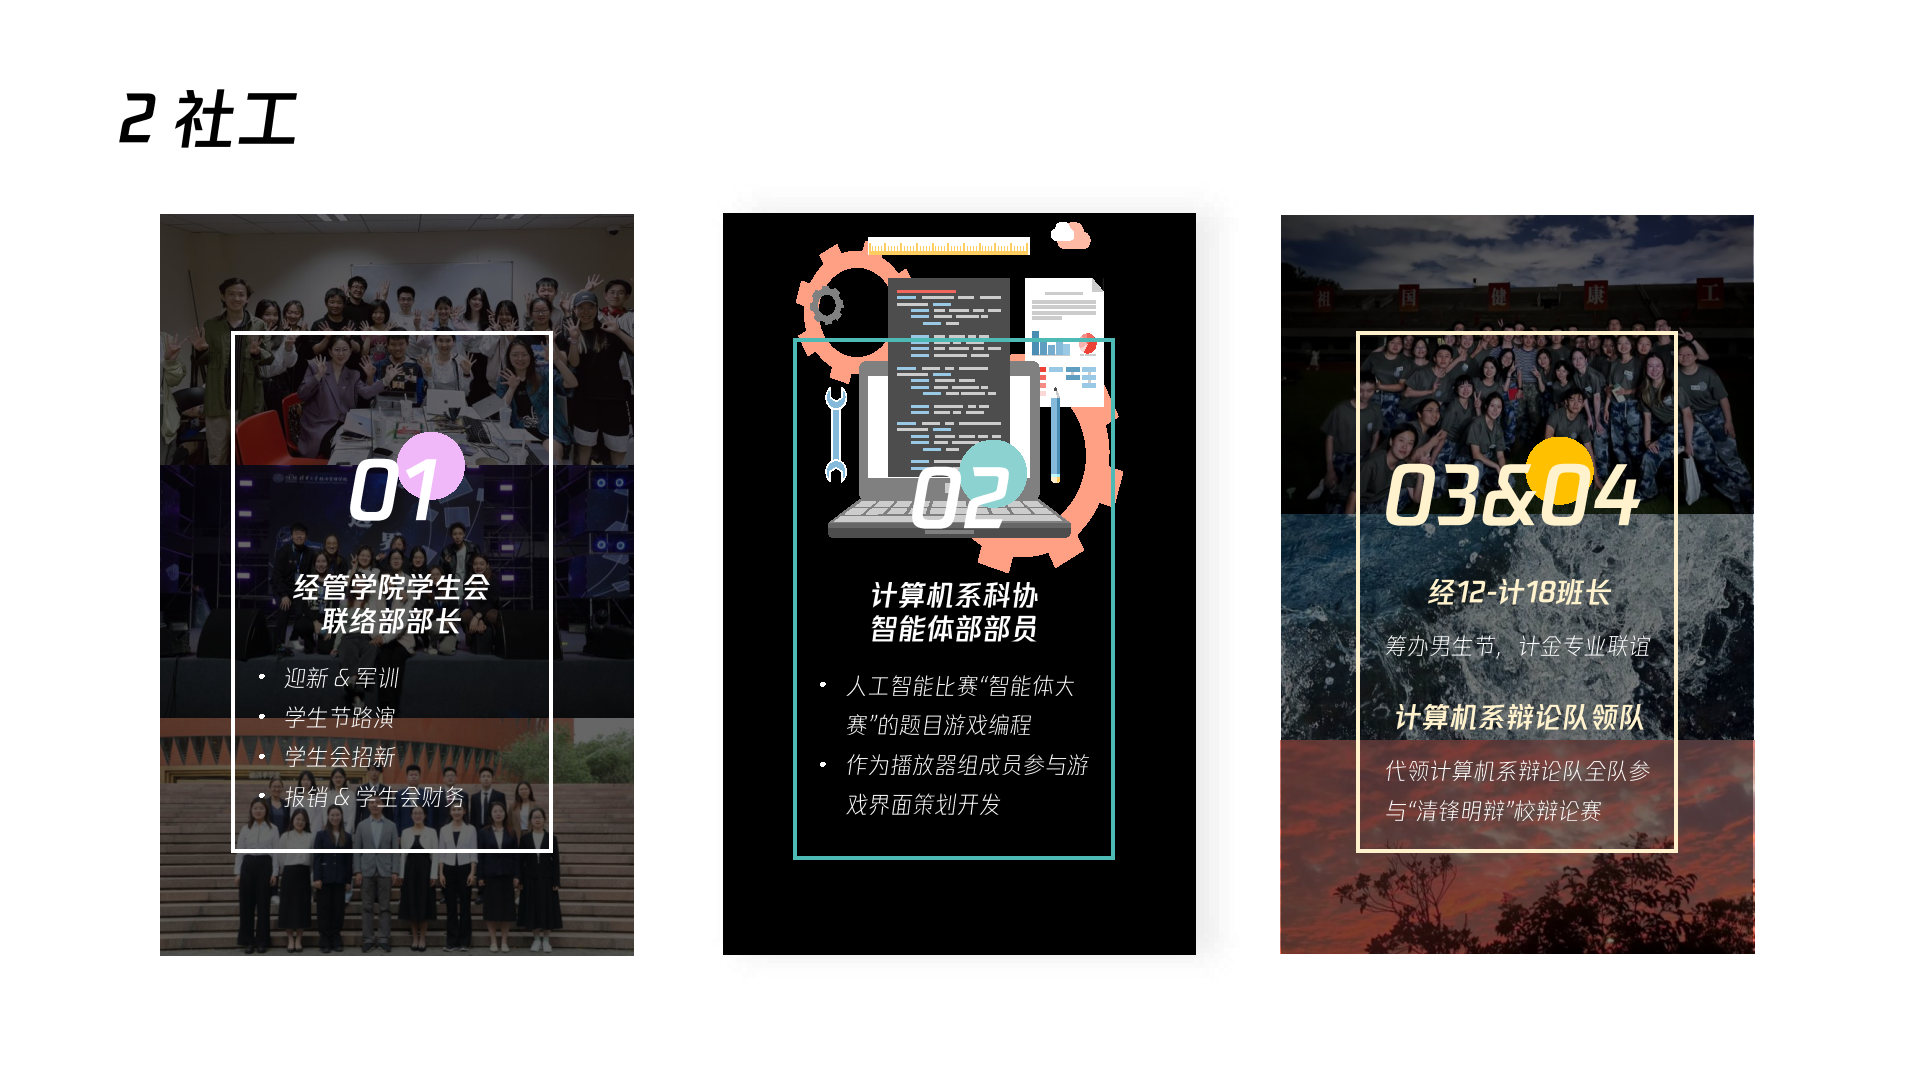 2 社工
01
经管学院学生会
联络部部长
• 迎新 & 军训
• 学生节路演
• 学生会招新
• 报销 & 学生会财务
02
计算机系科协
智能体部部员
• 人工智能比赛“智能体大
赛”的题目游戏编程
• 作为播放器组成员参与游
戏界面策划开发
祖 国 健 康 工
03&04
经12-计18班长
筹办男生节，计金专业联谊
计算机系辩论队领队
代领计算机系辩论队全队参
与“清锋明辩”校辩论赛